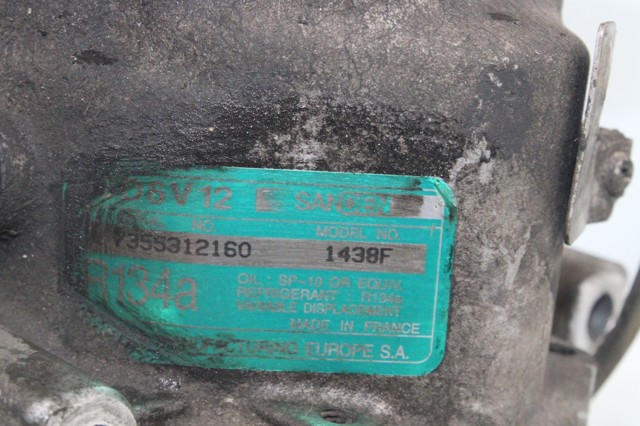 V12 SANDEN
NO. MODEL NO.
355312160 1438F
R134a
OIL : SP-10 OR EQUIV.
REFRIGERANT : R134a
VARIABLE DISPLACEMENT
MADE IN FRANCE
EUROPE S.A.